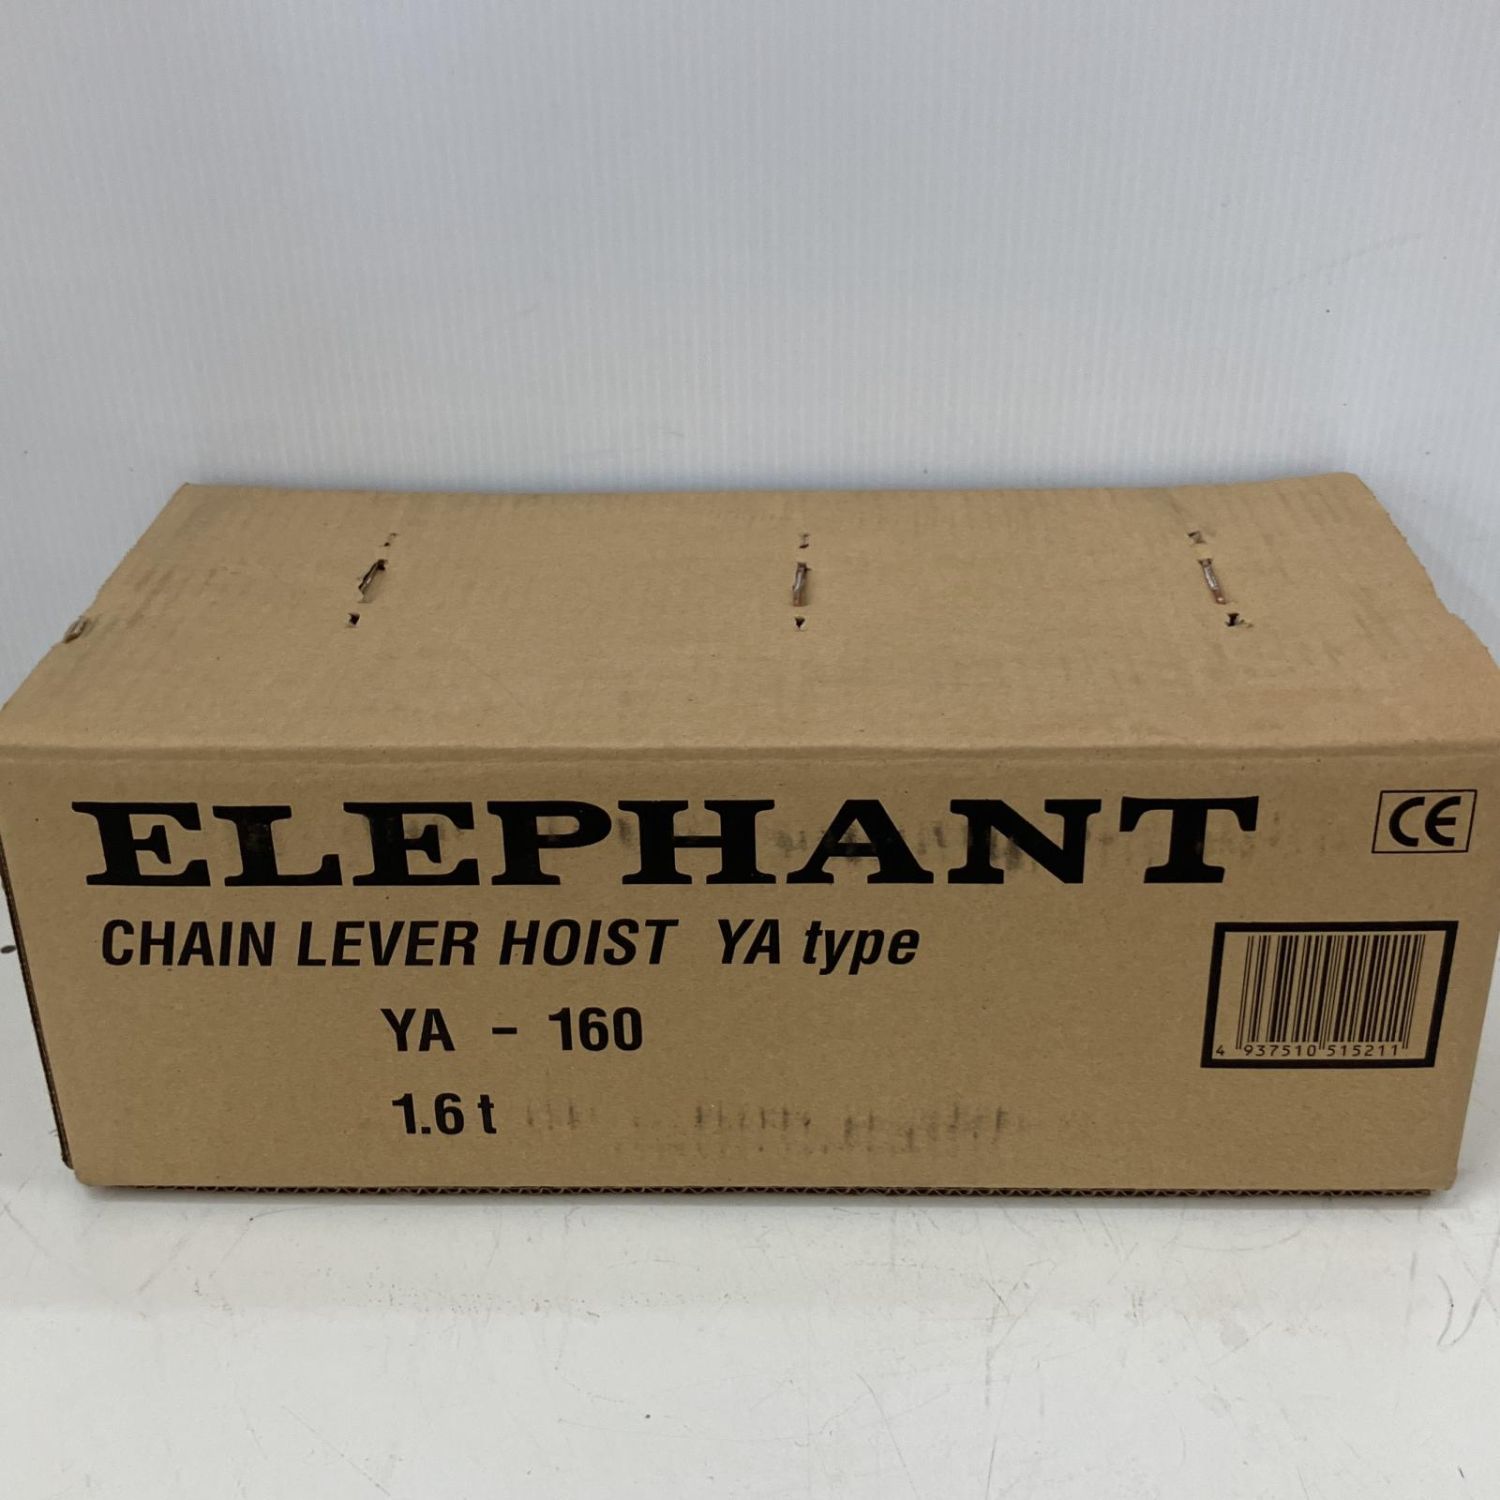 ELEPHANT
CE
CHAIN LEVER HOIST YA type
YA - 160
1.6 t
4 937510 515211